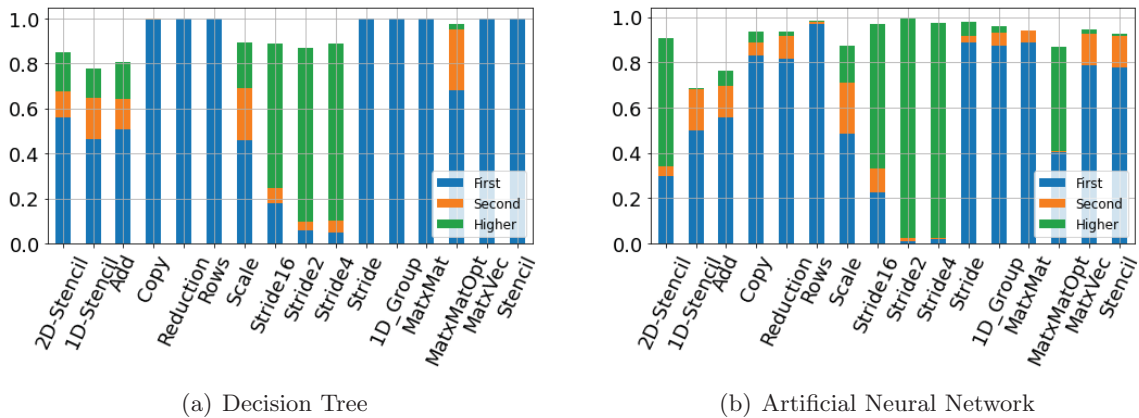 1.0
0.8
0.6
0.4
0.2
0.0
First
Second
Higher
2D-Stencil
1D-Stencil
Add
Copy
Reduction
Rows
Scale
Stride16
Stride2
Stride4
Stride
1D_Group
MatxMat
MatxMatOpt
MatxVec
Stencil
(a) Decision Tree
1.0
0.8
0.6
0.4
0.2
0.0
First
Second
Higher
2D-Stencil
1D-Stencil
Add
Copy
Reduction
Rows
Scale
Stride16
Stride2
Stride4
Stride
1D_Group
MatxMat
MatxMatOpt
MatxVec
Stencil
(b) Artificial Neural Network